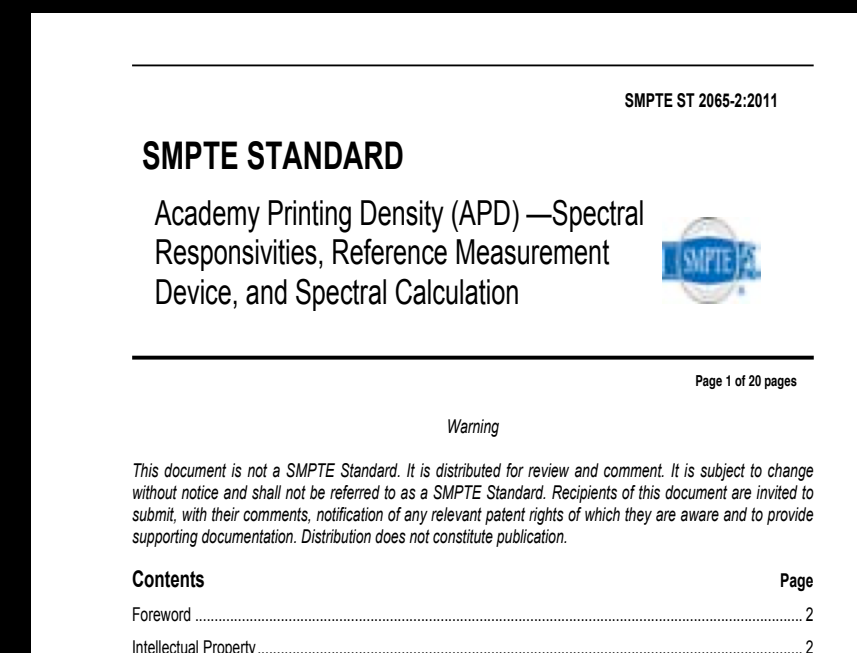 SMPTE ST 2065-2:2011
SMPTE STANDARD
Academy Printing Density (APD) —Spectral
Responsivities, Reference Measurement
Device, and Spectral Calculation
SMPTE
®
Page 1 of 20 pages
Warning
This document is not a SMPTE Standard. It is distributed for review and comment. It is subject to change
without notice and shall not be referred to as a SMPTE Standard. Recipients of this document are invited to
submit, with their comments, notification of any relevant patent rights of which they are aware and to provide
supporting documentation. Distribution does not constitute publication.
Contents Page
Foreword ............................................................................................................................................................ 2
Intellectual Property............................................................................................................................................ 2